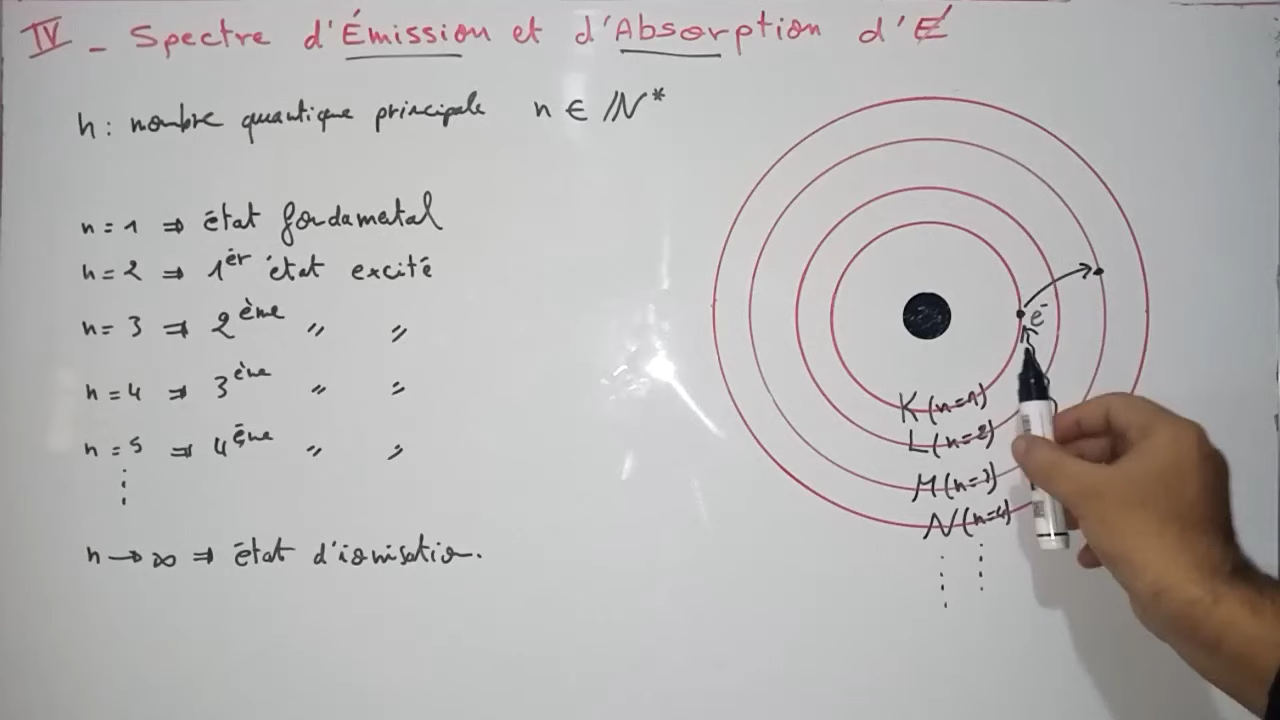 IV - Spectre d'Émission et d'Absorption d'É
n : nombre quantique principale n ∈ IN*
n = 1 ⇒ état fondametal
n = 2 ⇒ 1ér état excité
n = 3 ⇒ 2ème " "
n = 4 ⇒ 3ème " "
n = 5 ⇒ 4ème " "
n → ∞ ⇒ état d'ionisation.
e-
K (n=1)
L (n=2)
M (n=3)
N (n=4)